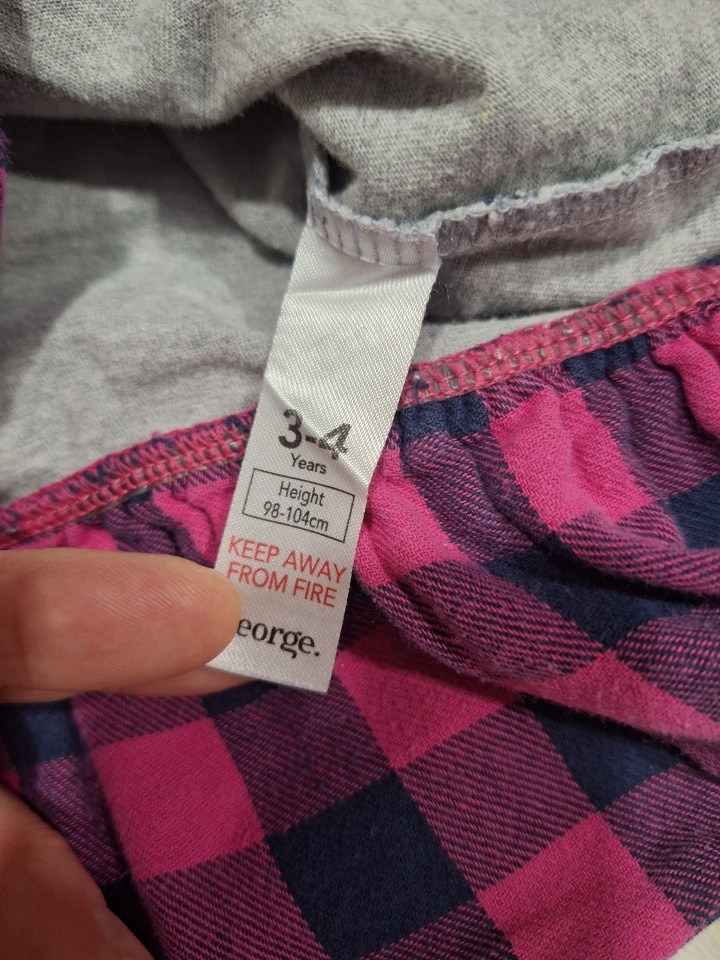 3-4
Years
Height
98-104cm
KEEP AWAY
FROM FIRE
eorge.